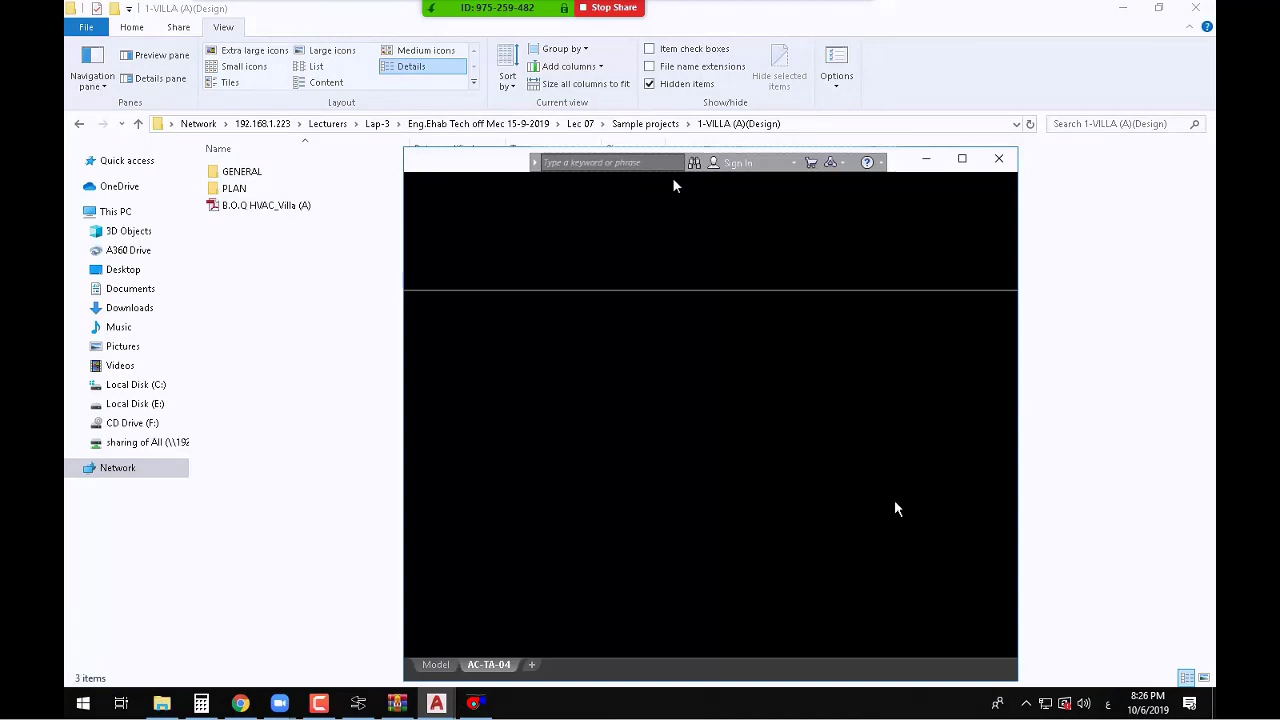 1-VILLA (A)(Design)
ID: 975-259-482
Stop Share
File
Home
Share
View
Navigation pane
Preview pane
Details pane
Panes
Extra large icons
Large icons
Medium icons
Small icons
List
Details
Tiles
Content
Layout
Sort by
Group by
Add columns
Size all columns to fit
Current view
Item check boxes
File name extensions
Hidden items
Hide selected items
Show/hide
Options
Network
192.168.1.223
Lecturers
Lap-3
Eng.Ehab Tech off Mec 15-9-2019
Lec 07
Sample projects
1-VILLA (A)(Design)
Search 1-VILLA (A)(Design)
Quick access
OneDrive
This PC
3D Objects
A360 Drive
Desktop
Documents
Downloads
Music
Pictures
Videos
Local Disk (C:)
Local Disk (E:)
CD Drive (F:)
sharing of All (\\192
Network
Name
GENERAL
PLAN
B.O.Q HVAC_Villa (A)
Type a keyword or phrase
Sign In
Model
AC-TA-04
+
3 items
ع
8:26 PM
10/6/2019